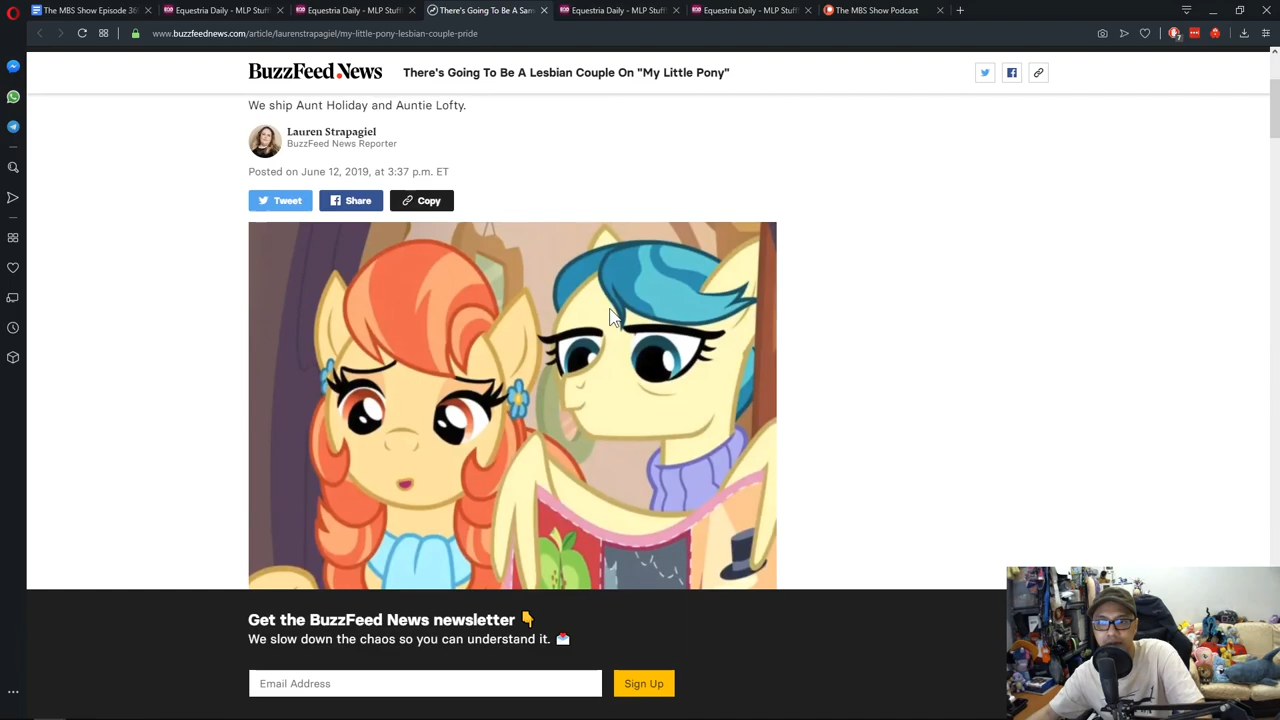 The MBS Show Episode 36
Equestria Daily - MLP Stuff!
Equestria Daily - MLP Stuff!
There's Going To Be A Lesbian
Equestria Daily - MLP Stuff!
Equestria Daily - MLP Stuff!
The MBS Show Podcast
www.buzzfeednews.com/article/laurenstrapagiel/my-little-pony-lesbian-couple-pride
7
BuzzFeed News
There's Going To Be A Lesbian Couple On "My Little Pony"
We ship Aunt Holiday and Auntie Lofty.
Lauren Strapagiel
BuzzFeed News Reporter
Posted on June 12, 2019, at 3:37 p.m. ET
Tweet
Share
Copy
Get the BuzzFeed News newsletter 👇
We slow down the chaos so you can understand it. 💌
Email Address
Sign Up